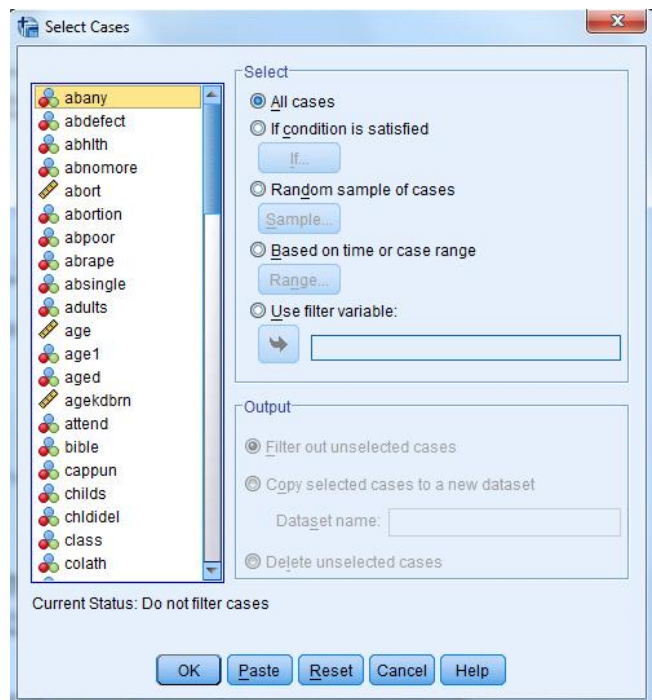 Select Cases
abany
abdefect
abhlth
abnomore
abort
abortion
abpoor
abrape
absingle
adults
age
age1
aged
agekdbrn
attend
bible
cappun
childs
chldidel
class
colath
Select
All cases
If condition is satisfied
If...
Random sample of cases
Sample...
Based on time or case range
Range...
Use filter variable:
Output
Filter out unselected cases
Copy selected cases to a new dataset
Dataset name:
Delete unselected cases
Current Status: Do not filter cases
OK Paste Reset Cancel Help